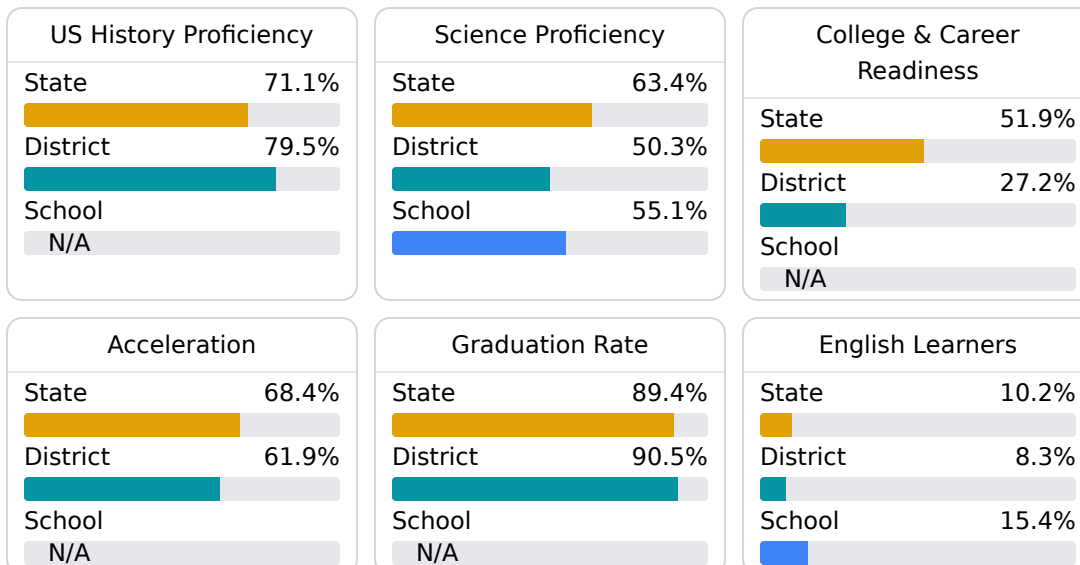 US History Proficiency
State 71.1%
District 79.5%
School
N/A
Science Proficiency
State 63.4%
District 50.3%
School 55.1%
College & Career
Readiness
State 51.9%
District 27.2%
School
N/A
Acceleration
State 68.4%
District 61.9%
School
N/A
Graduation Rate
State 89.4%
District 90.5%
School
N/A
English Learners
State 10.2%
District 8.3%
School 15.4%